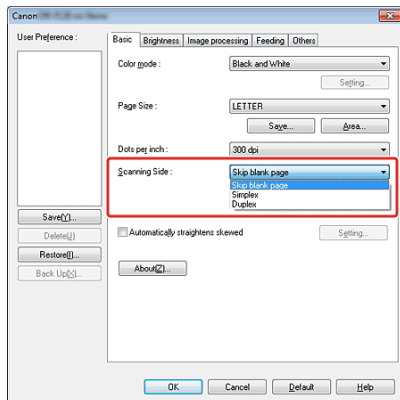 Canon
User Preference :
Save(Y)...
Delete(J)
Restore(I)...
Back Up(X)...
Basic Brightness Image processing Feeding Others
Color mode : Black and White
Setting...
Page Size : LETTER
Save... Area...
Dots per inch : 300 dpi
Scanning Side : Skip blank page
Skip blank page
Simplex
Duplex
Automatically straightens skewed Setting...
About(Z)...
OK Cancel Default Help